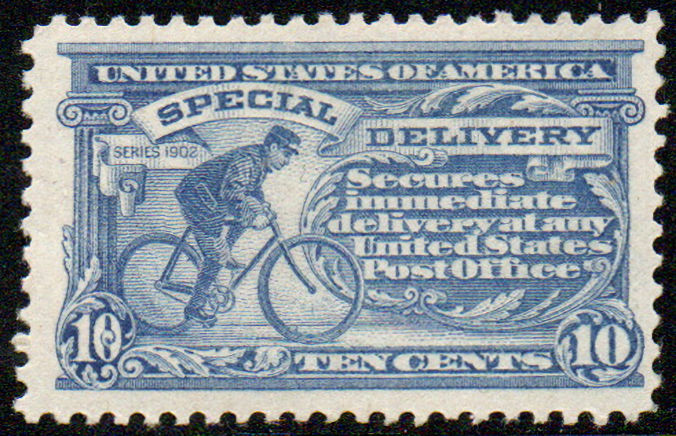 UNITED STATES OF AMERICA
SPECIAL DELIVERY
SERIES 1902
Secures
immediate
delivery at any
United States
Post Office
10 TEN CENTS 10